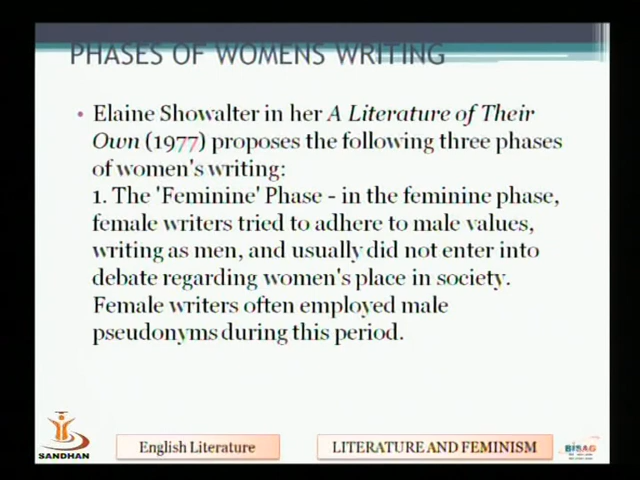 PHASES OF WOMENS WRITING
• Elaine Showalter in her A Literature of Their
Own (1977) proposes the following three phases
of women's writing:
1. The 'Feminine' Phase - in the feminine phase,
female writers tried to adhere to male values,
writing as men, and usually did not enter into
debate regarding women's place in society.
Female writers often employed male
pseudonyms during this period.
SANDHAN
English Literature
LITERATURE AND FEMINISM
BISAG